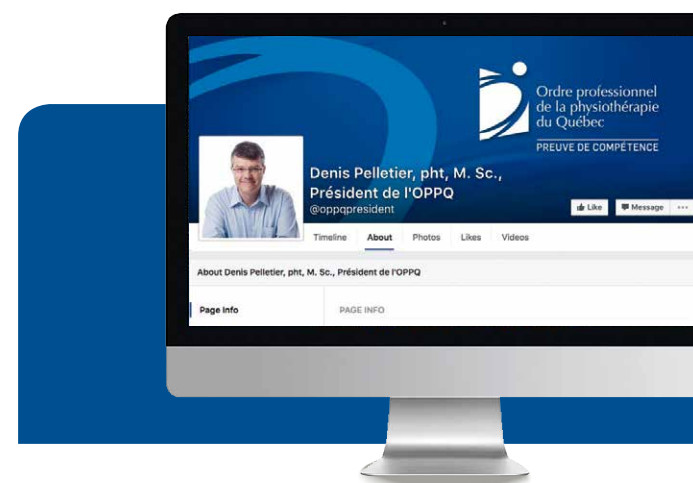 Ordre professionnel
de la physiothérapie
du Québec
PREUVE DE COMPÉTENCE
Denis Pelletier, pht, M. Sc.,
Président de l'OPPQ
@oppqpresident
Like
Message
Timeline About Photos Likes Videos
About Denis Pelletier, pht, M. Sc., Président de l'OPPQ
Page Info
PAGE INFO